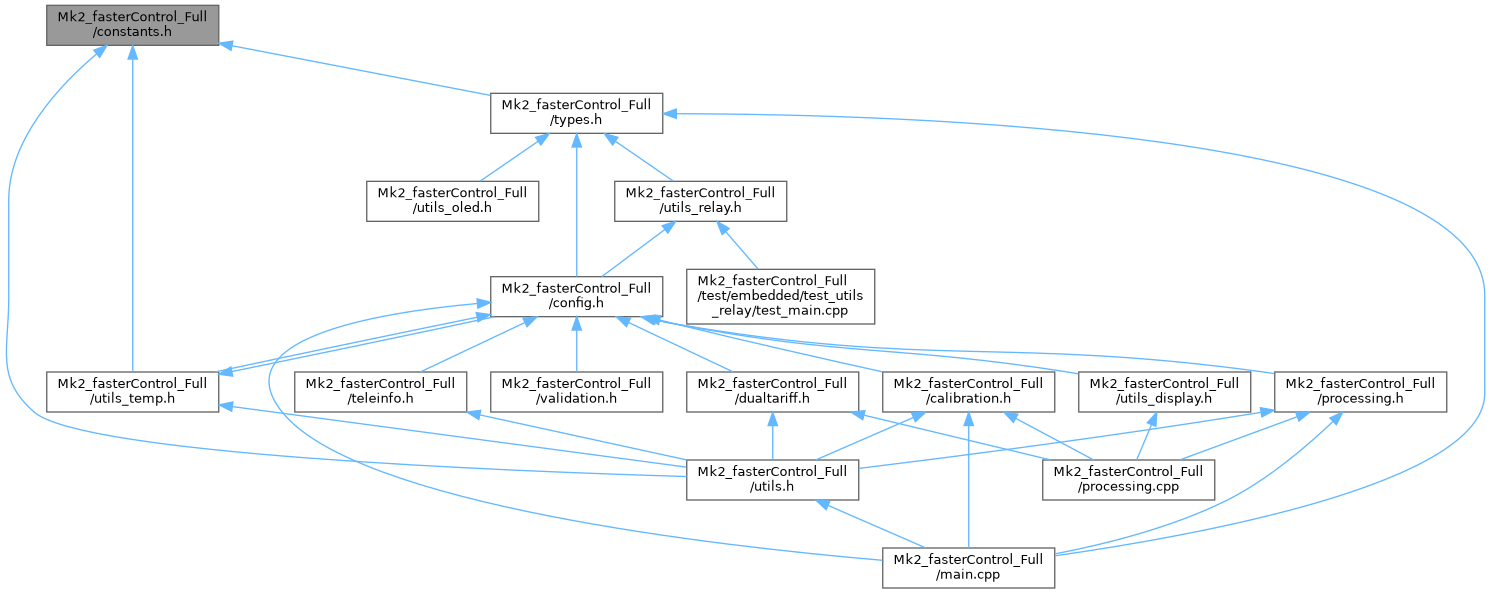 Mk2_fasterControl_Full
/constants.h
Mk2_fasterControl_Full
/types.h
Mk2_fasterControl_Full
/utils_oled.h
Mk2_fasterControl_Full
/utils_relay.h
Mk2_fasterControl_Full
/config.h
Mk2_fasterControl_Full
/test/embedded/test_utils
_relay/test_main.cpp
Mk2_fasterControl_Full
/utils_temp.h
Mk2_fasterControl_Full
/teleinfo.h
Mk2_fasterControl_Full
/validation.h
Mk2_fasterControl_Full
/dualtariff.h
Mk2_fasterControl_Full
/calibration.h
Mk2_fasterControl_Full
/utils_display.h
Mk2_fasterControl_Full
/processing.h
Mk2_fasterControl_Full
/utils.h
Mk2_fasterControl_Full
/processing.cpp
Mk2_fasterControl_Full
/main.cpp